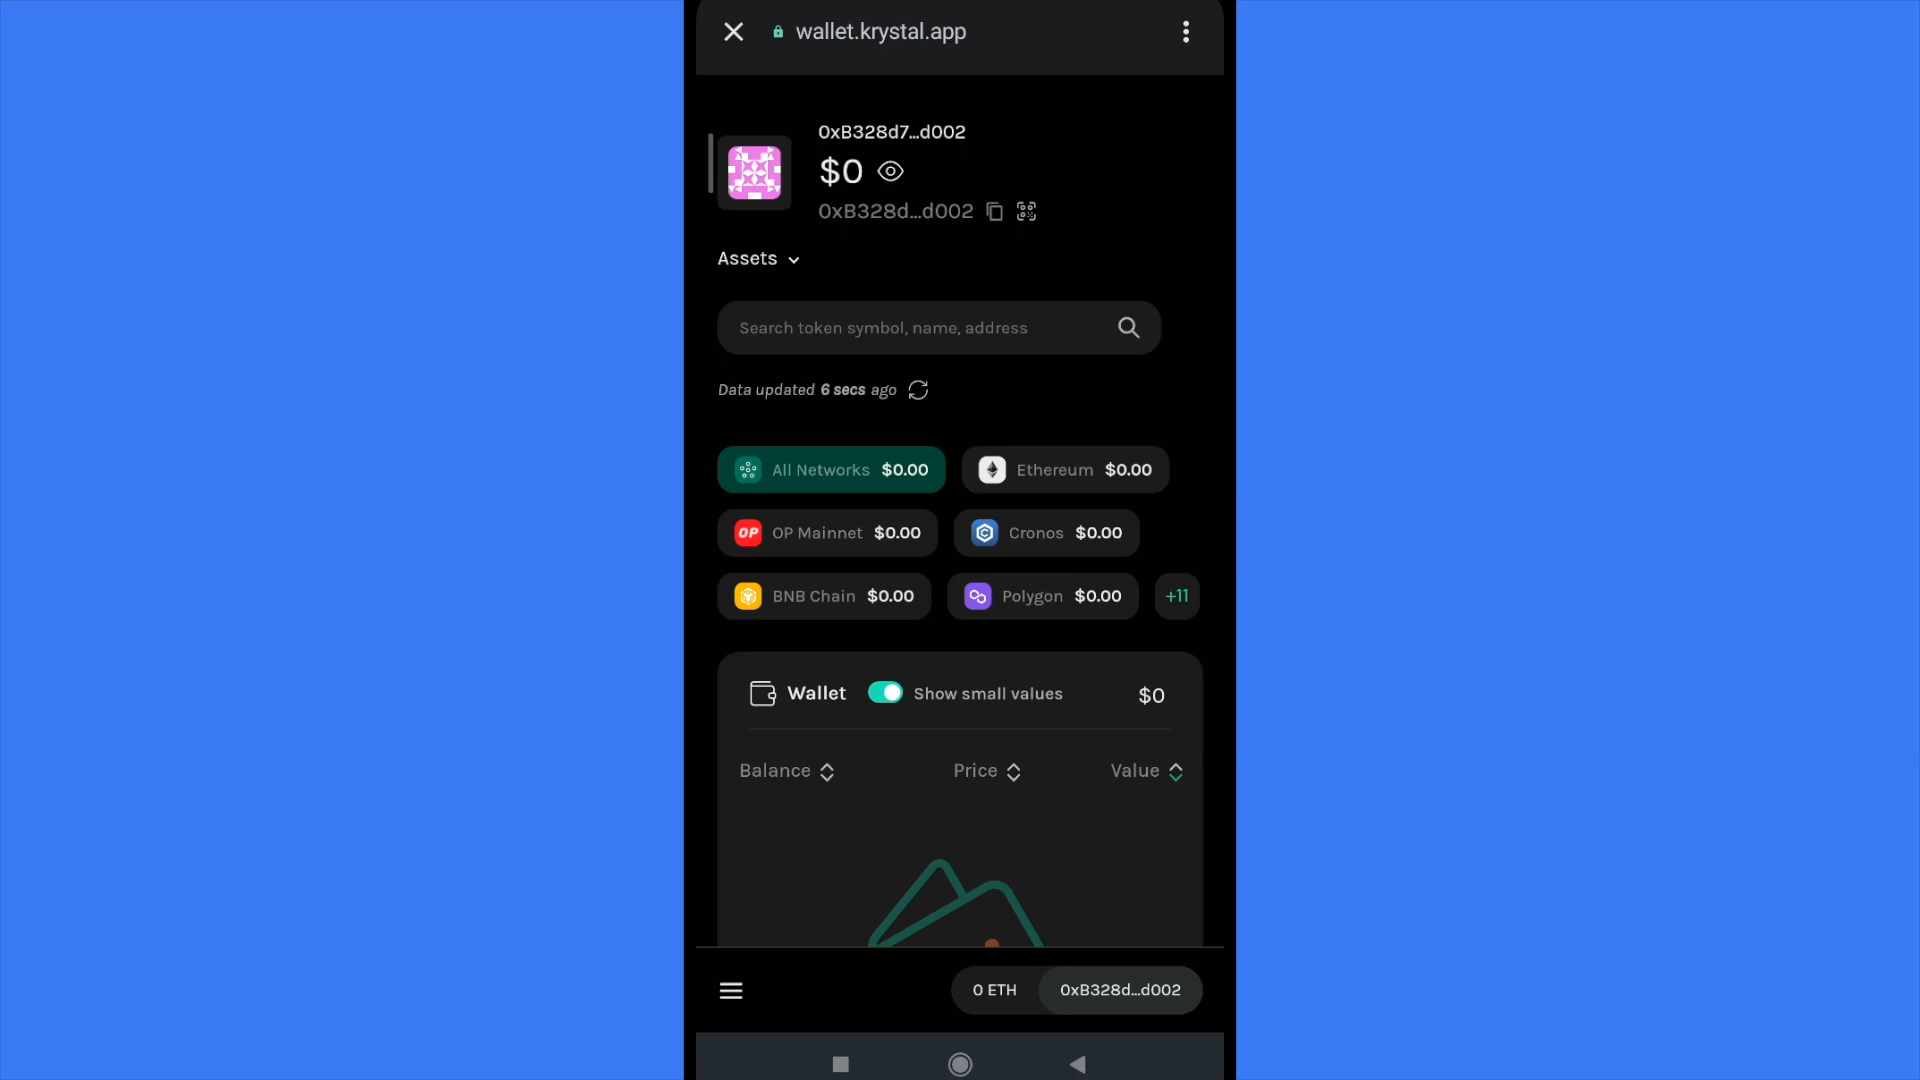 wallet.krystal.app
0xB328d7...d002
$0
0xB328d...d002
Assets
Search token symbol, name, address
Data updated 6 secs ago
All Networks $0.00
Ethereum $0.00
OP OP Mainnet $0.00
Cronos $0.00
BNB Chain $0.00
Polygon $0.00
+11
Wallet Show small values $0
Balance Price Value
0 ETH 0xB328d...d002